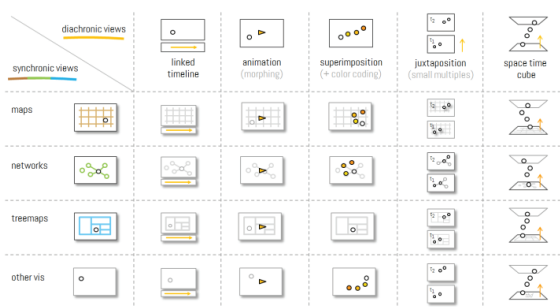 diachronic views
synchronic views
linked
timeline
animation
(morphing)
superimposition
(+ color coding)
juxtaposition
(small multiples)
space time
cube
maps
networks
treemaps
other vis